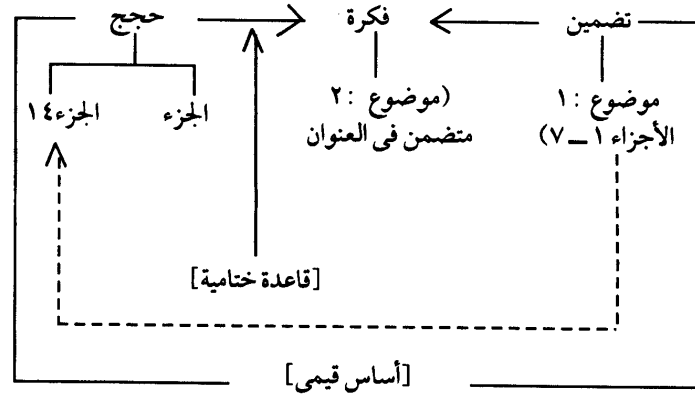 تضمين
فكرة
حجج
موضوع : ١
الأجزاء ١ ــ ٧)
(موضوع : ٢
متضمن فى العنوان
الجزء
الجزء١٤
[قاعدة ختامية]
[أساس قيمى]